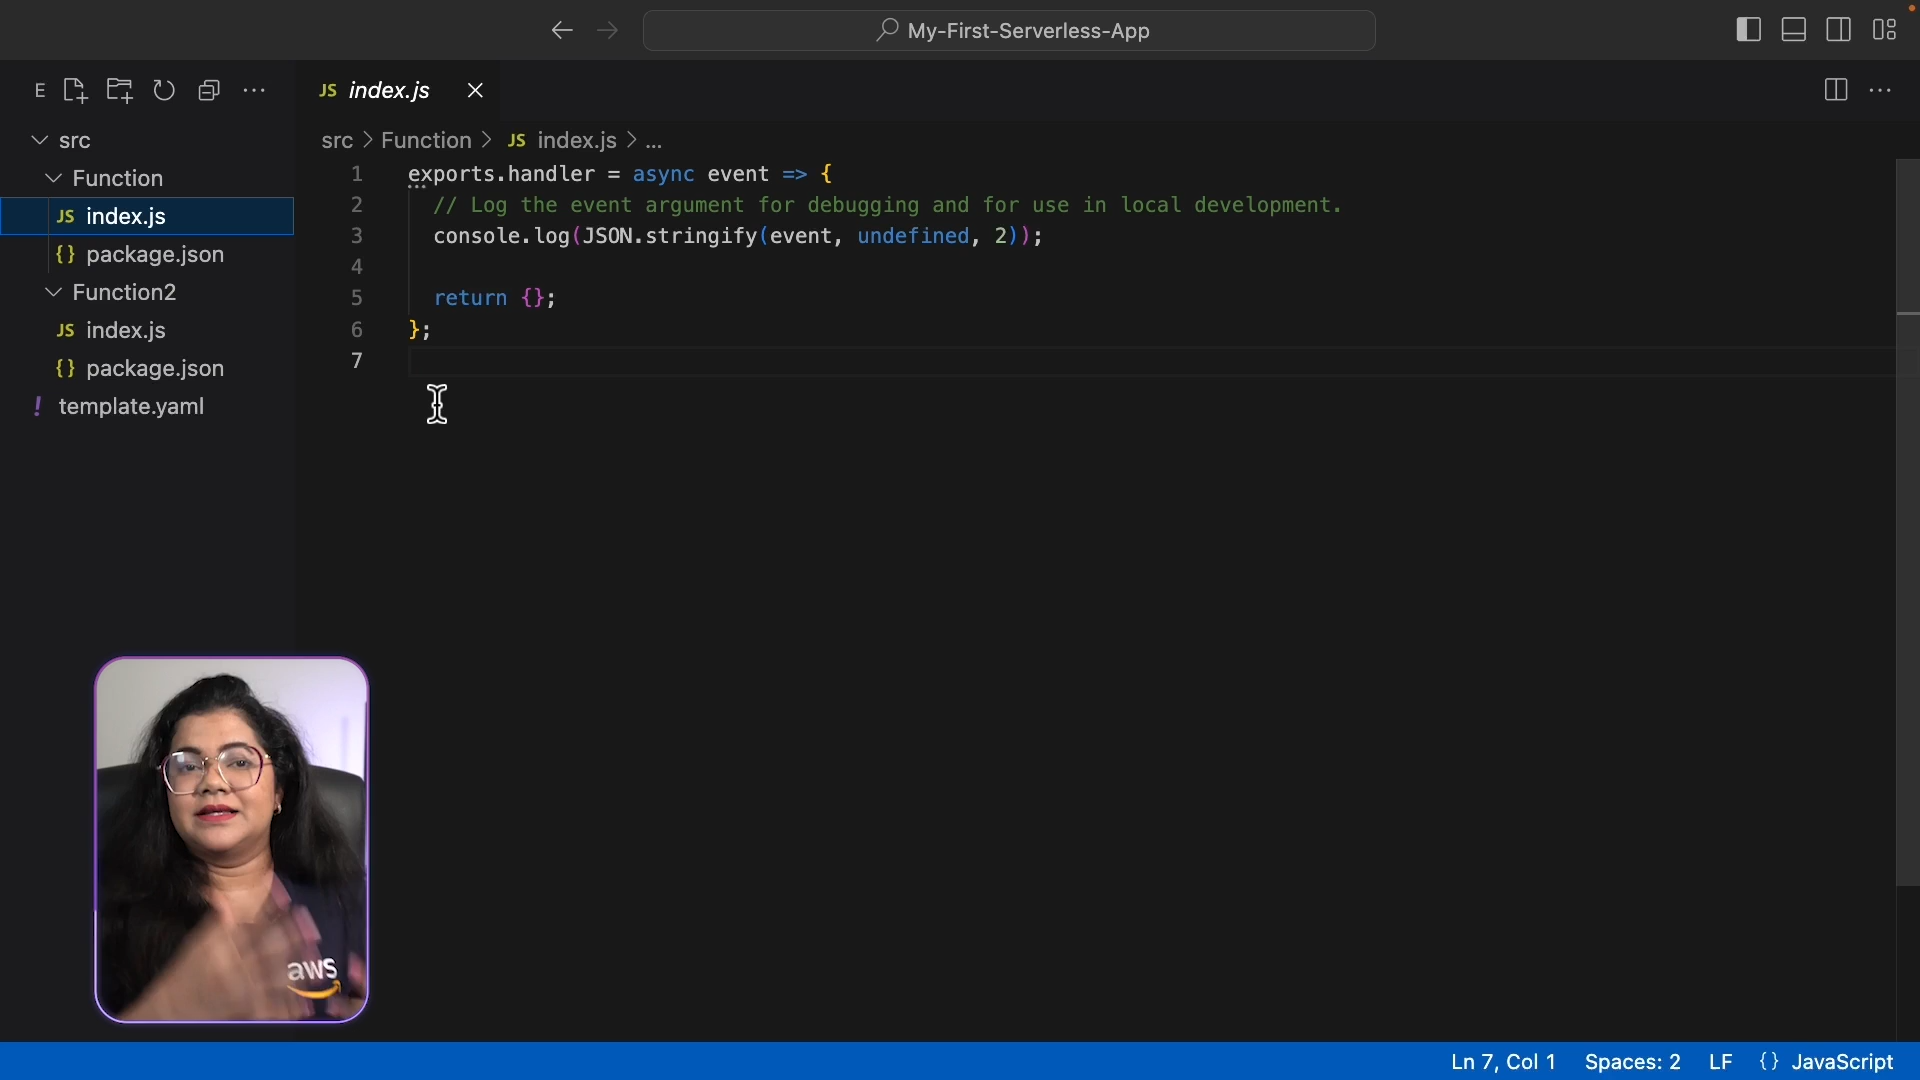 My-First-Serverless-App
E
JS index.js
src
src > Function > JS index.js > ...
Function
JS index.js
{} package.json
Function2
JS index.js
{} package.json
! template.yaml
1 exports.handler = async event => {
2 // Log the event argument for debugging and for use in local development.
3 console.log(JSON.stringify(event, undefined, 2));
4
5 return {};
6 };
7
aws
Ln 7, Col 1 Spaces: 2 LF {} JavaScript